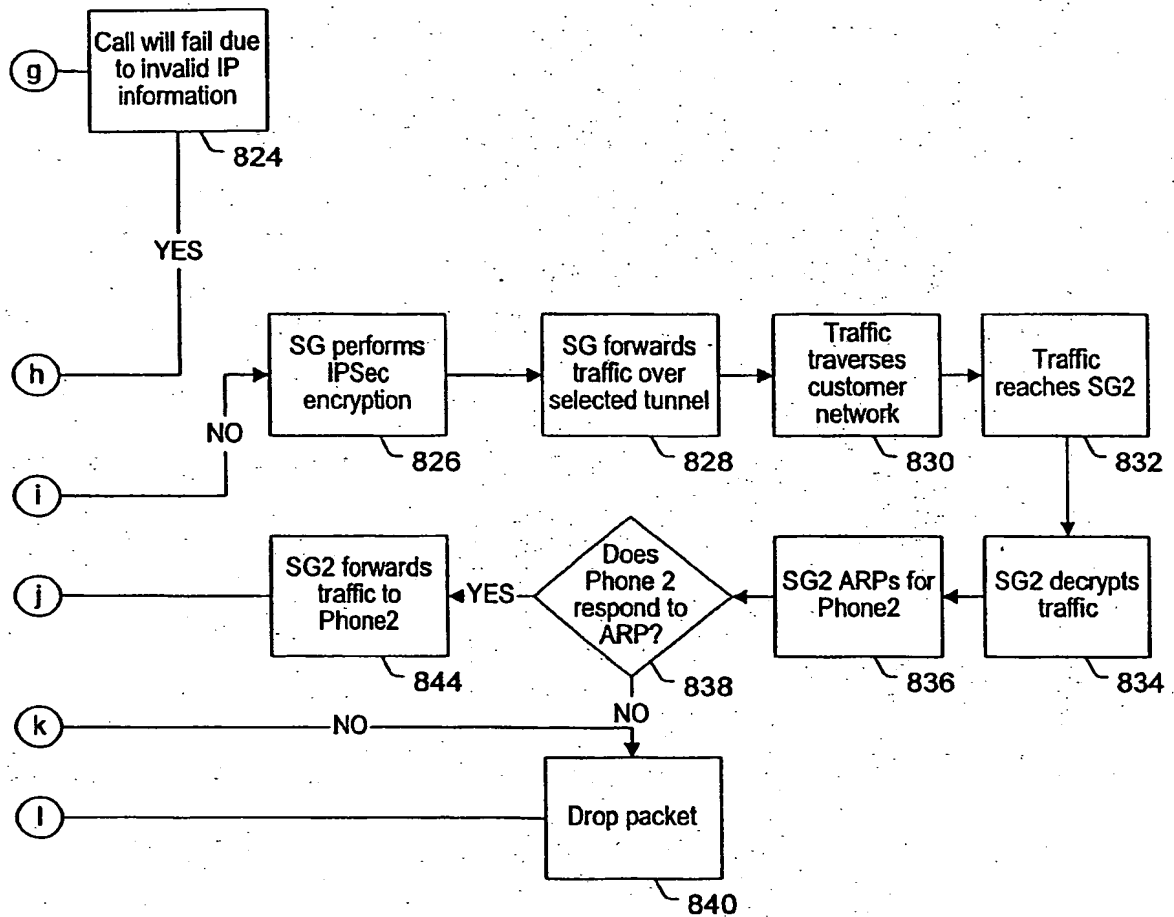 g
Call will fail due
to invalid IP
information
824
YES
h
SG performs
IPSec
encryption
826
SG forwards
traffic over
selected tunnel
828
Traffic
traverses
customer
network
830
Traffic
reaches SG2
832
NO
i
j
SG2 forwards
traffic to
Phone2
844
YES
Does
Phone 2
respond to
ARP?
838
SG2 ARPs for
Phone2
836
SG2 decrypts
traffic
834
k
NO
NO
l
Drop packet
840